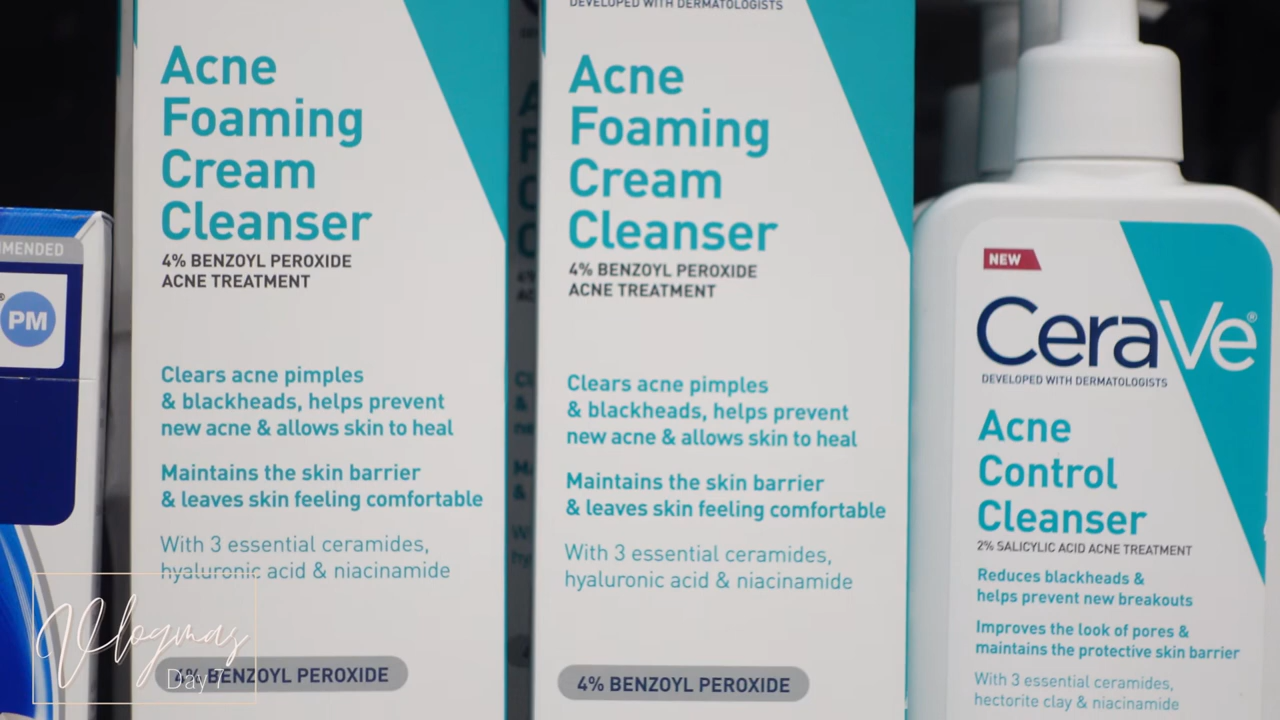 MENDED
PM
Acne
Foaming
Cream
Cleanser
4% BENZOYL PEROXIDE
ACNE TREATMENT
Clears acne pimples
& blackheads, helps prevent
new acne & allows skin to heal
Maintains the skin barrier
& leaves skin feeling comfortable
With 3 essential ceramides,
hyaluronic acid & niacinamide
4% BENZOYL PEROXIDE
Vlogmas
Day 7
DEVELOPED WITH DERMATOLOGISTS
Acne
Foaming
Cream
Cleanser
4% BENZOYL PEROXIDE
ACNE TREATMENT
Clears acne pimples
& blackheads, helps prevent
new acne & allows skin to heal
Maintains the skin barrier
& leaves skin feeling comfortable
With 3 essential ceramides,
hyaluronic acid & niacinamide
4% BENZOYL PEROXIDE
NEW
CeraVe®
DEVELOPED WITH DERMATOLOGISTS
Acne
Control
Cleanser
2% SALICYLIC ACID ACNE TREATMENT
Reduces blackheads &
helps prevent new breakouts
Improves the look of pores &
maintains the protective skin barrier
With 3 essential ceramides,
hectorite clay & niacinamide